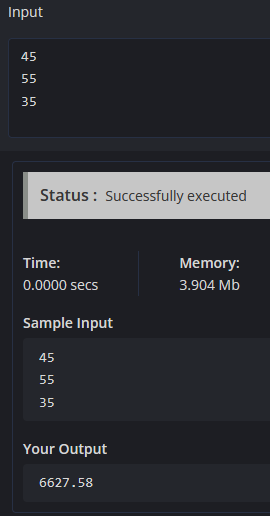 Input
45
55
35
Status : Successfully executed
Time: Memory:
0.0000 secs 3.904 Mb
Sample Input
45
55
35
Your Output
6627.58